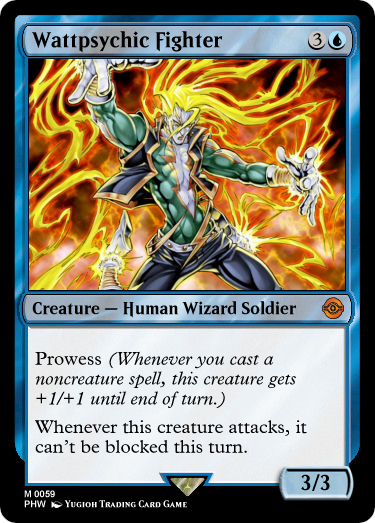 Wattpsychic Fighter 3
Creature — Human Wizard Soldier
Prowess (Whenever you cast a
noncreature spell, this creature gets
+1/+1 until end of turn.)
Whenever this creature attacks, it
can't be blocked this turn.
3/3
M 0059
PHW Yugioh Trading Card Game